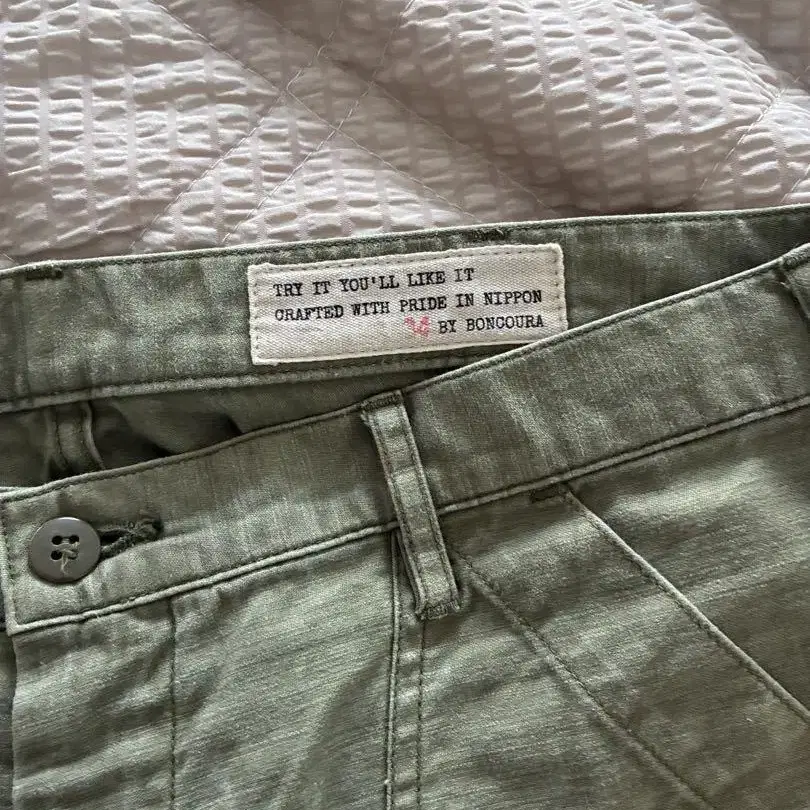 TRY IT YOU'LL LIKE IT
CRAFTED WITH PRIDE IN NIPPON
BY BONCOURA